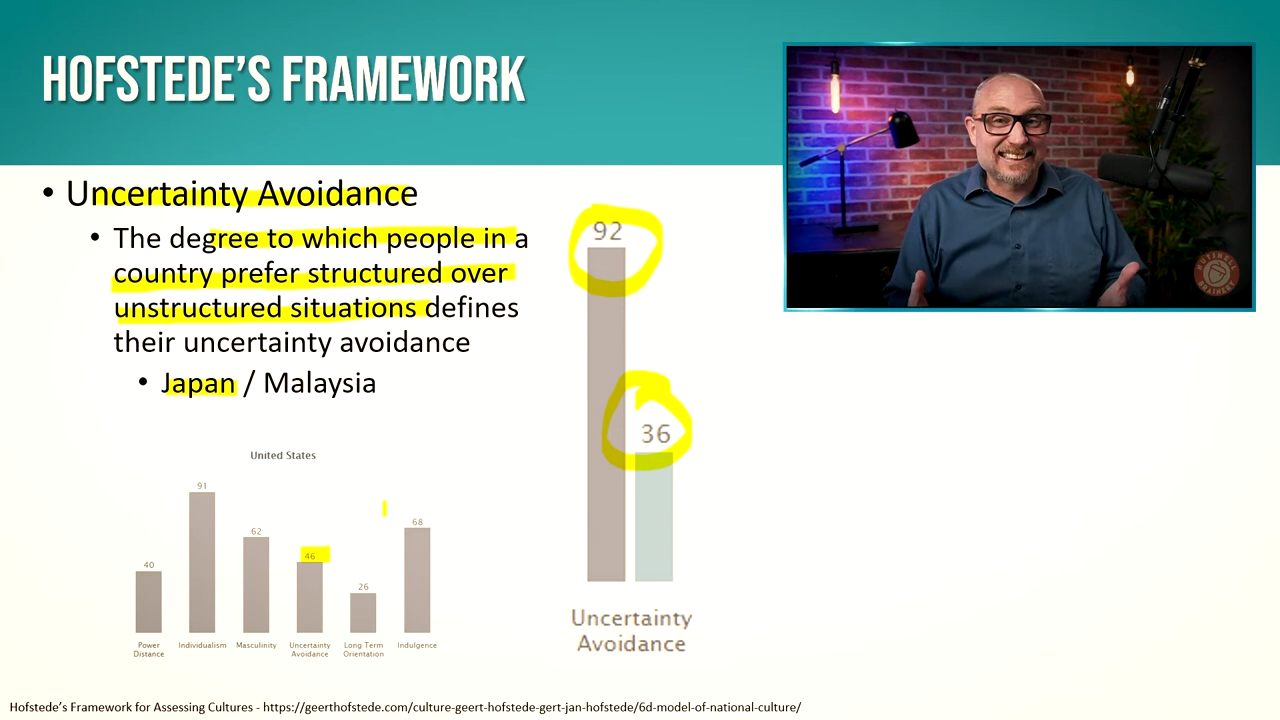 HOFSTEDE'S FRAMEWORK
• Uncertainty Avoidance
• The degree to which people in a
country prefer structured over
unstructured situations defines
their uncertainty avoidance
• Japan / Malaysia
92
36
Uncertainty
Avoidance
United States
40
91
62
46
26
68
Power
Distance
Individualism
Masculinity
Uncertainty
Avoidance
Long Term
Orientation
Indulgence
NUTSHELL
BRAINERY
Hofstede's Framework for Assessing Cultures - https://geerthofstede.com/culture-geert-hofstede-gert-jan-hofstede/6d-model-of-national-culture/